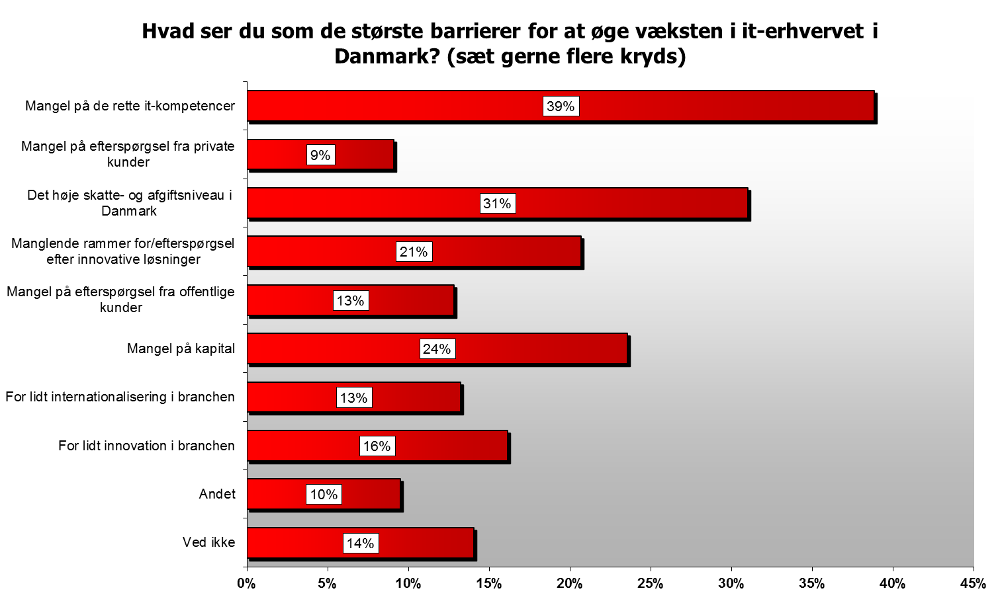 Hvad ser du som de største barrierer for at øge væksten i it-erhvervet i
Danmark? (sæt gerne flere kryds)
Mangel på de rette it-kompetencer
39%
Mangel på efterspørgsel fra private
kunder
9%
Det høje skatte- og afgiftsniveau i
Danmark
31%
Manglende rammer for/efterspørgsel
efter innovative løsninger
21%
Mangel på efterspørgsel fra offentlige
kunder
13%
Mangel på kapital
24%
For lidt internationalisering i branchen
13%
For lidt innovation i branchen
16%
Andet
10%
Ved ikke
14%
0% 5% 10% 15% 20% 25% 30% 35% 40% 45%